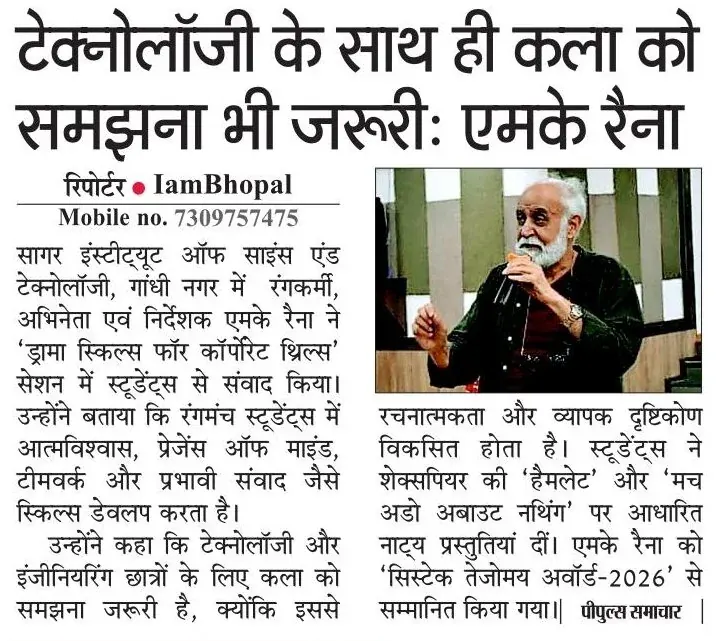 टेक्नोलॉजी के साथ ही कला को
समझना भी जरूरी: एमके रैना
रिपोर्टर ● IamBhopal
Mobile no. 7309757475
सागर इंस्टीट्यूट ऑफ साइंस एंड
टेक्नोलॉजी, गांधी नगर में रंगकर्मी,
अभिनेता एवं निर्देशक एमके रैना ने
‘ड्रामा स्किल्स फॉर कॉर्पोरेट थ्रिल्स’
सेशन में स्टूडेंट्स से संवाद किया।
उन्होंने बताया कि रंगमंच स्टूडेंट्स में
आत्मविश्वास, प्रेजेंस ऑफ माइंड,
टीमवर्क और प्रभावी संवाद जैसे
स्किल्स डेवलप करता है।
उन्होंने कहा कि टेक्नोलॉजी और
इंजीनियरिंग छात्रों के लिए कला को
समझना जरूरी है, क्योंकि इससे
रचनात्मकता और व्यापक दृष्टिकोण
विकसित होता है। स्टूडेंट्स ने
शेक्सपियर की ‘हैमलेट’ और ‘मच
अडो अबाउट नथिंग’ पर आधारित
नाट्य प्रस्तुतियां दीं। एमके रैना को
‘सिस्टेक तेजोमय अवॉर्ड-2026’ से
सम्मानित किया गया। पीपुल्स समाचार